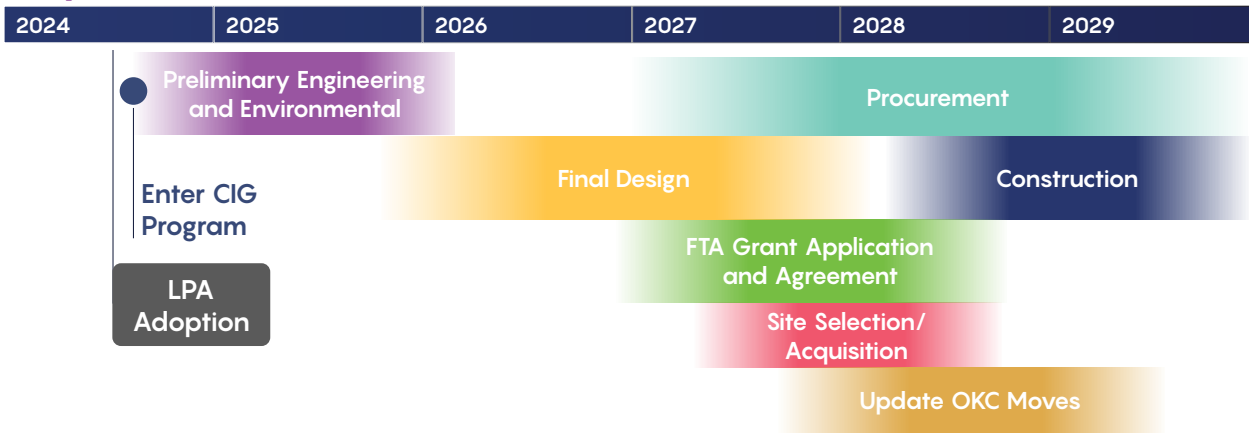 2024 2025 2026 2027 2028 2029
Preliminary Engineering
and Environmental
Procurement
Final Design
Construction
Enter CIG
Program
FTA Grant Application
and Agreement
LPA
Adoption
Site Selection/
Acquisition
Update OKC Moves